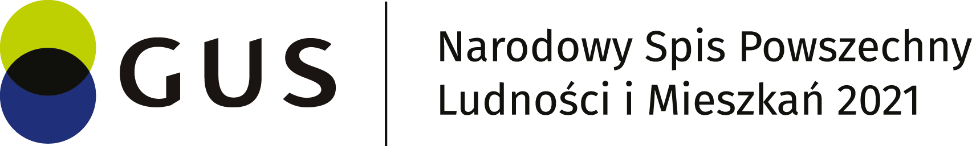 GUS
Narodowy Spis Powszechny
Ludności i Mieszkań 2021